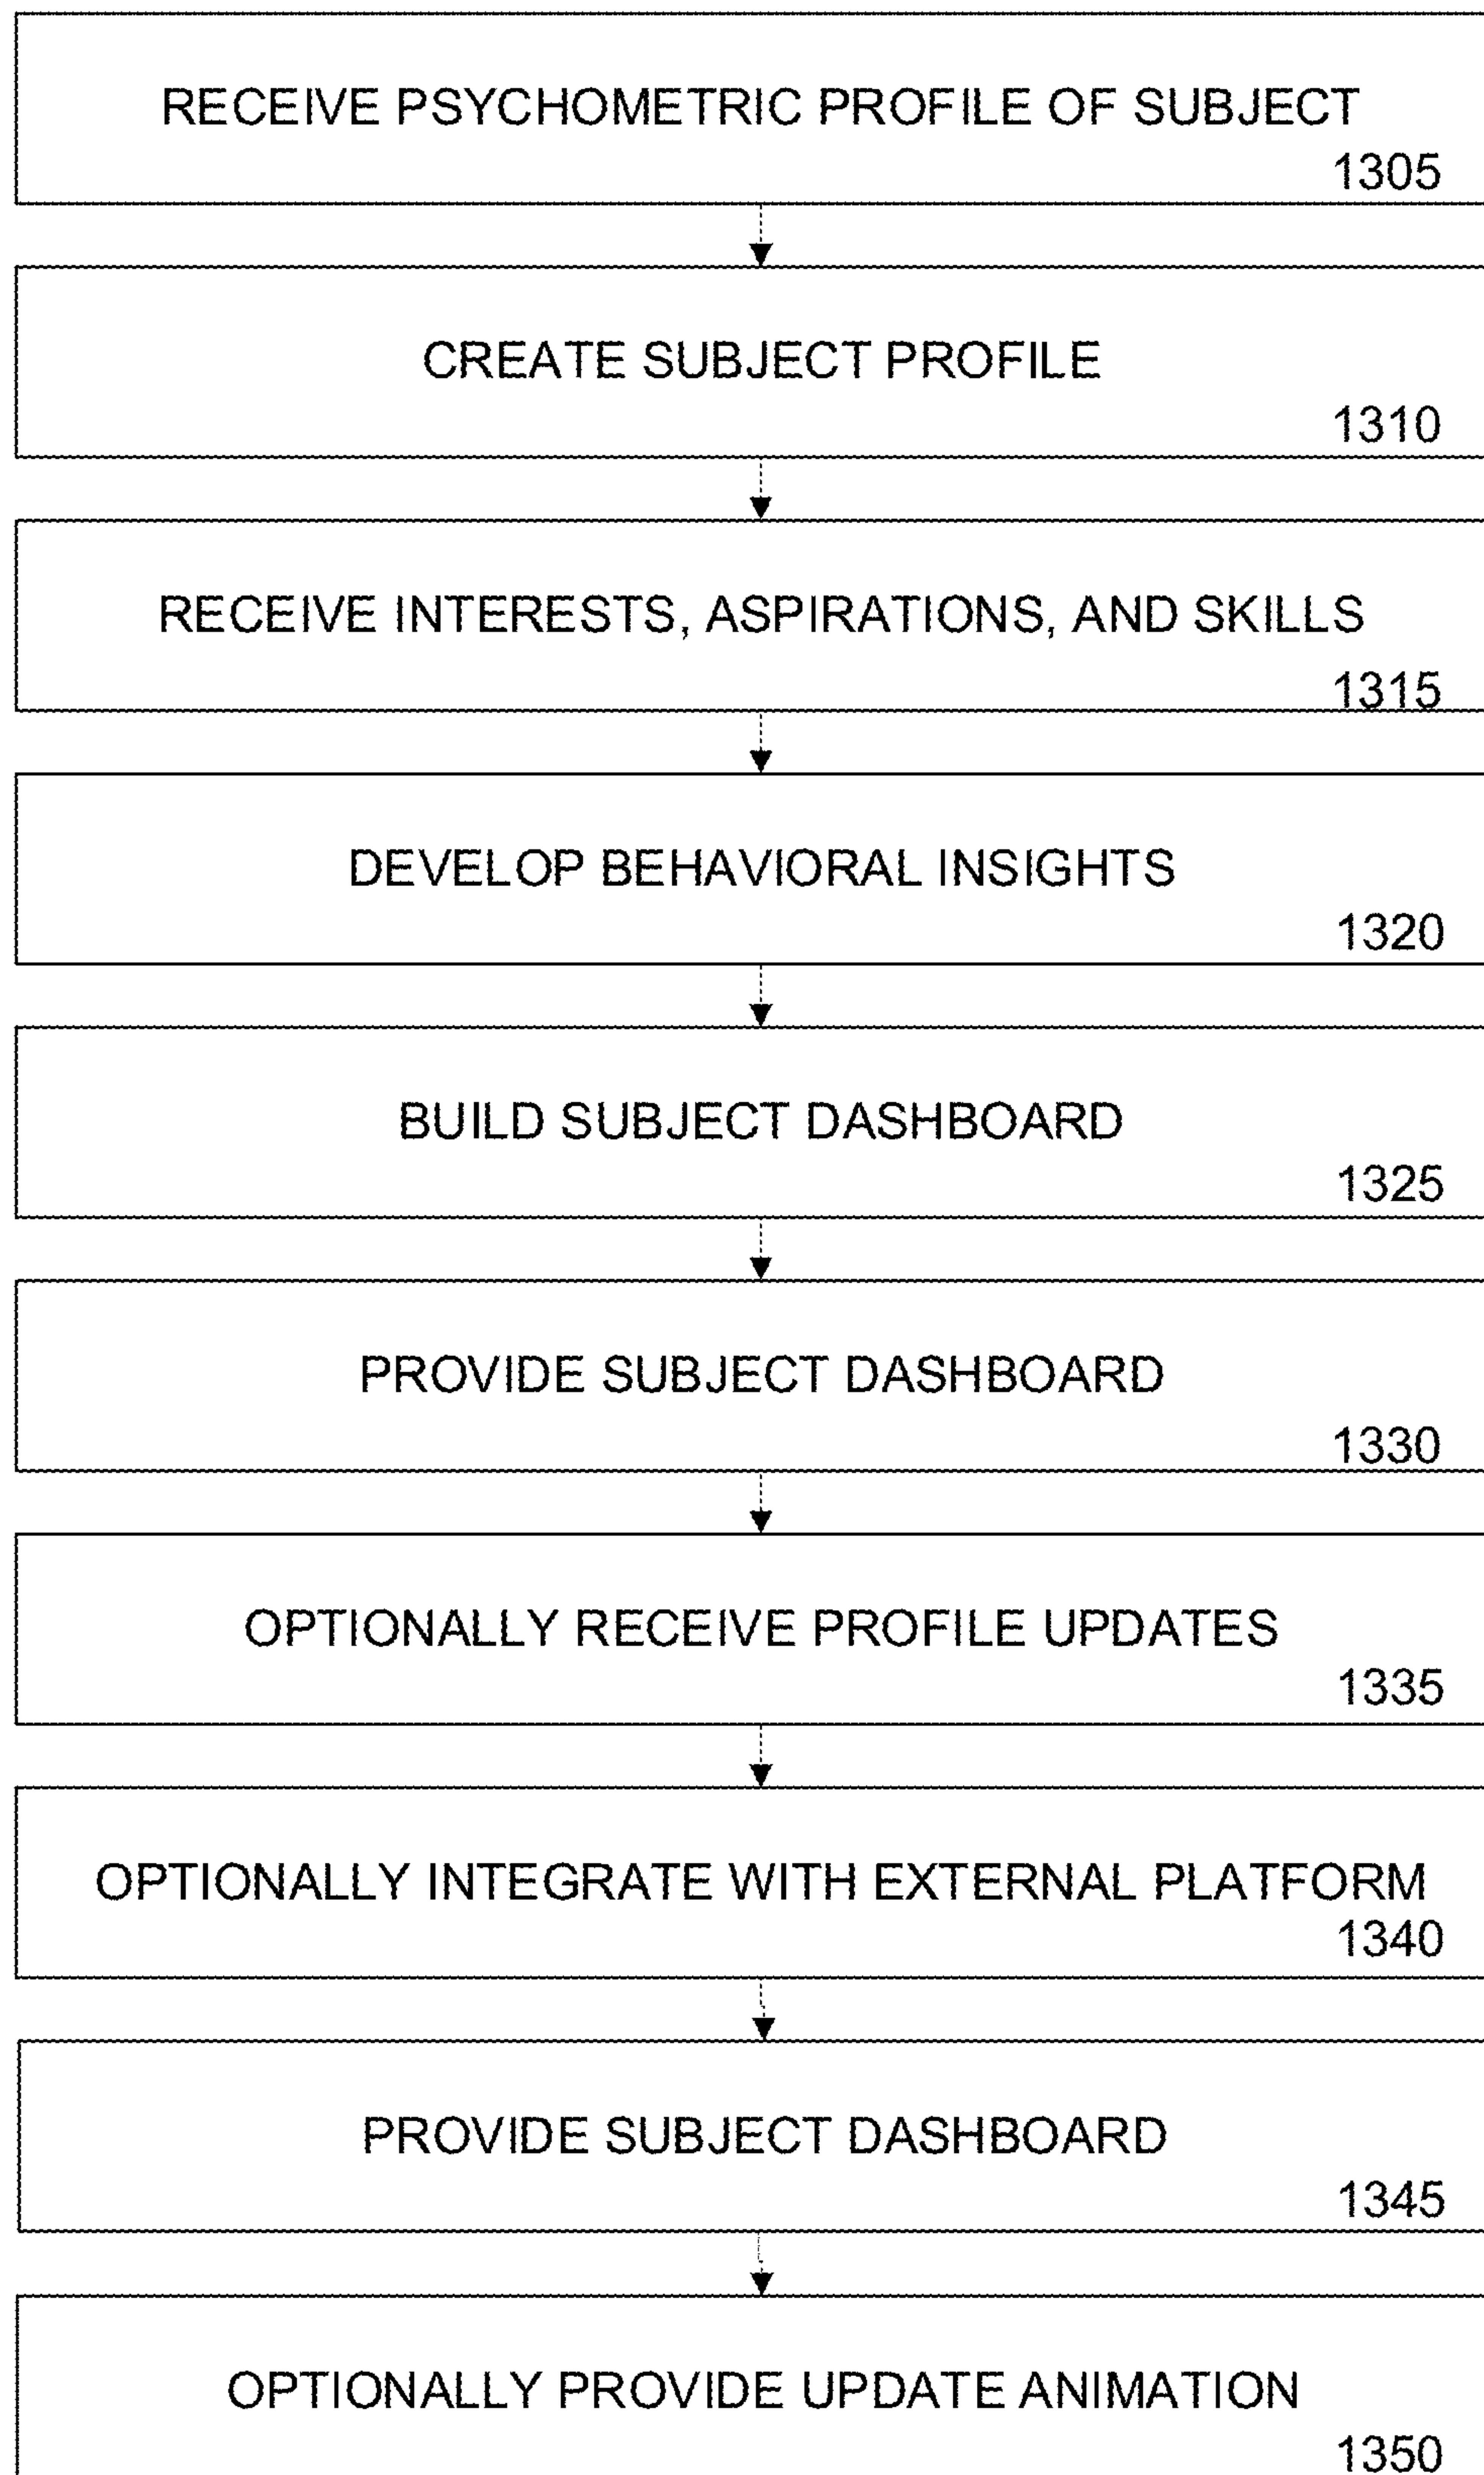 RECEIVE PSYCHOMETRIC PROFILE OF SUBJECT
1305
CREATE SUBJECT PROFILE
1310
RECEIVE INTERESTS, ASPIRATIONS, AND SKILLS
1315
DEVELOP BEHAVIORAL INSIGHTS
1320
BUILD SUBJECT DASHBOARD
1325
PROVIDE SUBJECT DASHBOARD
1330
OPTIONALLY RECEIVE PROFILE UPDATES
1335
OPTIONALLY INTEGRATE WITH EXTERNAL PLATFORM
1340
PROVIDE SUBJECT DASHBOARD
1345
OPTIONALLY PROVIDE UPDATE ANIMATION
1350